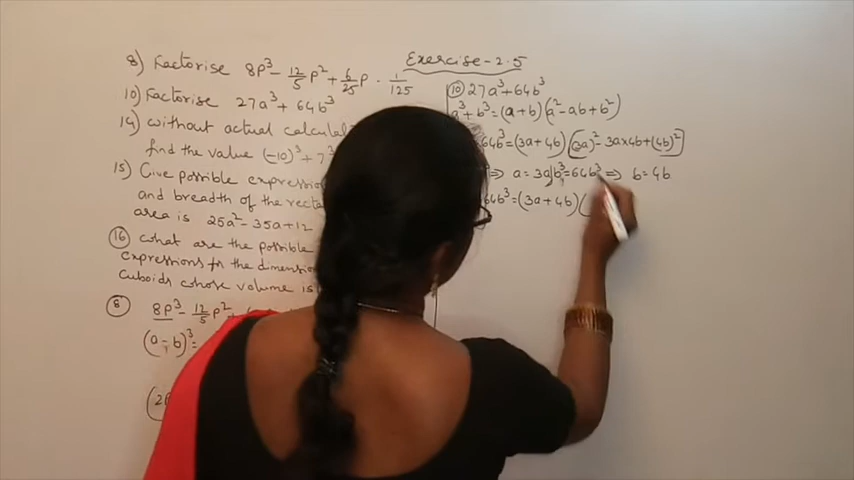 Exercise-2.5
8) Factorise 8p³ - 12/5 p² + 6/25 p - 1/125
10) Factorise 27a³ + 64b³
14) without actual
find the value (-10)³ + 7³
15) Give possible expression
and breadth of the
area is 25a² - 35a + 12
16) what are the possible
expressions for the
cuboids whose volume is
8) 8p³ - 12/5 p² +
(a - b)³ =
10) 27a³ + 64b³
a³ + b³ = (a + b)(a² - ab + b²)
64b³ = (3a + 4b)((3a)² - 3a×4b + (4b)²)
⇒ a = 3a | b³ = 64b³ ⇒ b = 4b
64b³ = (3a + 4b)(